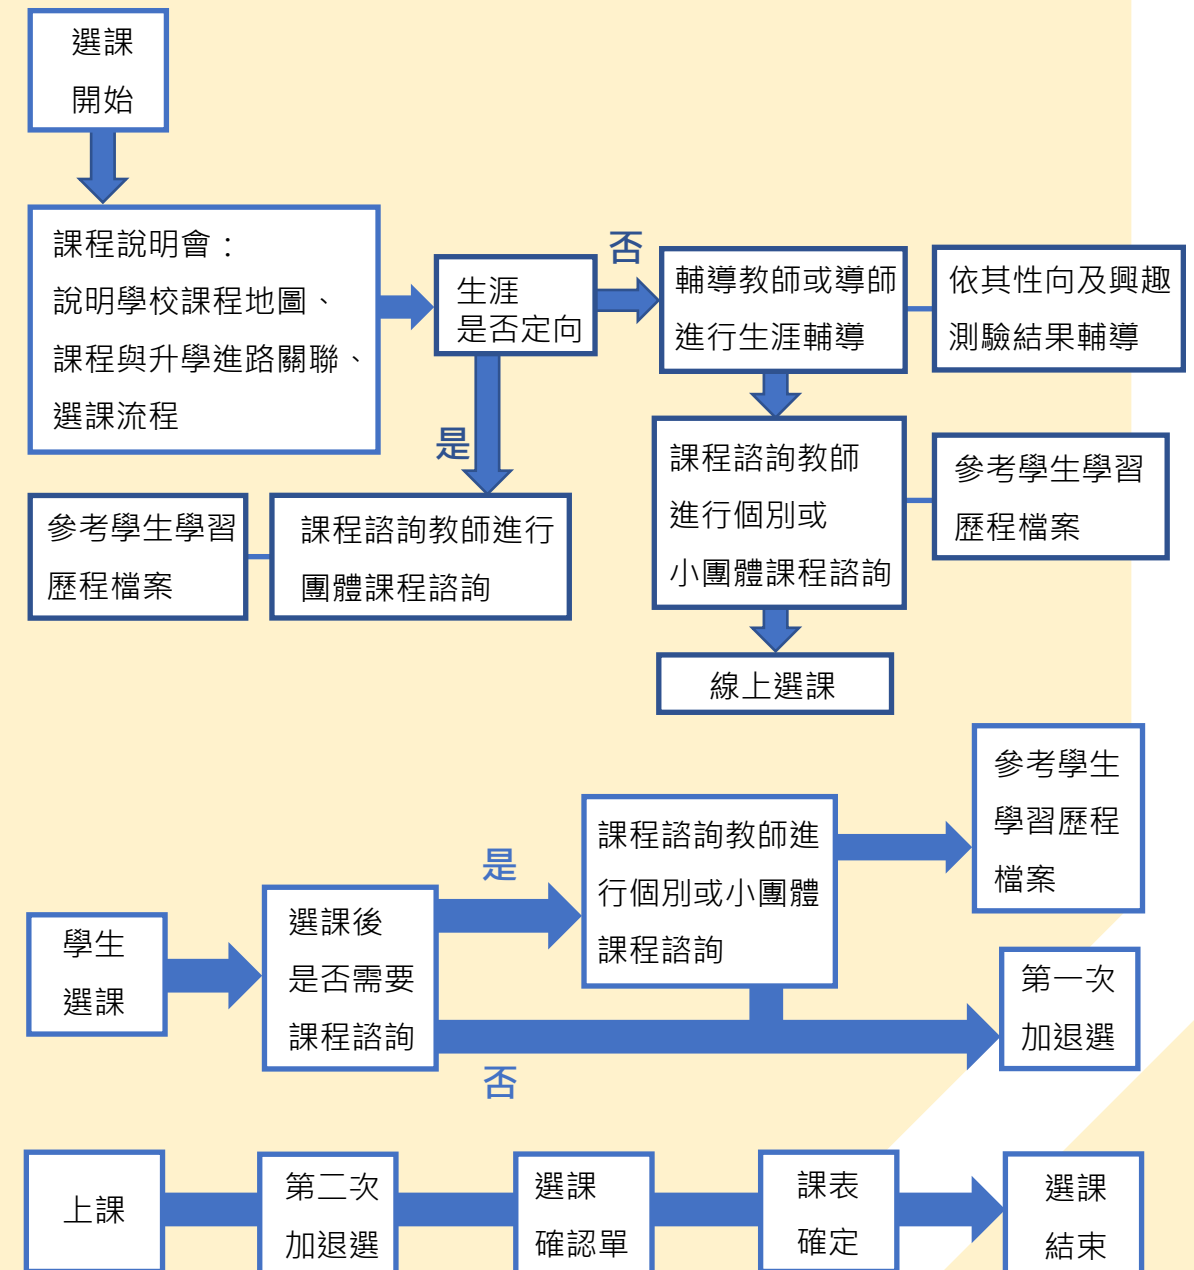 選課
開始
課程說明會：
說明學校課程地圖、
課程與升學進路關聯、
選課流程
生涯
是否定向
否
輔導教師或導師
進行生涯輔導
依其性向及興趣
測驗結果輔導
是
參考學生學習
歷程檔案
課程諮詢教師進行
團體課程諮詢
課程諮詢教師
進行個別或
小團體課程諮詢
參考學生學習
歷程檔案
線上選課
學生
選課
選課後
是否需要
課程諮詢
是
課程諮詢教師進
行個別或小團體
課程諮詢
參考學生
學習歷程
檔案
否
第一次
加退選
上課
第二次
加退選
選課
確認單
課表
確定
選課
結束